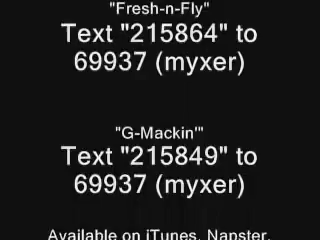 "Fresh-n-Fly"
Text "215864" to
69937 (myxer)
"G-Mackin'"
Text "215849" to
69937 (myxer)
Available on iTunes, Napster,